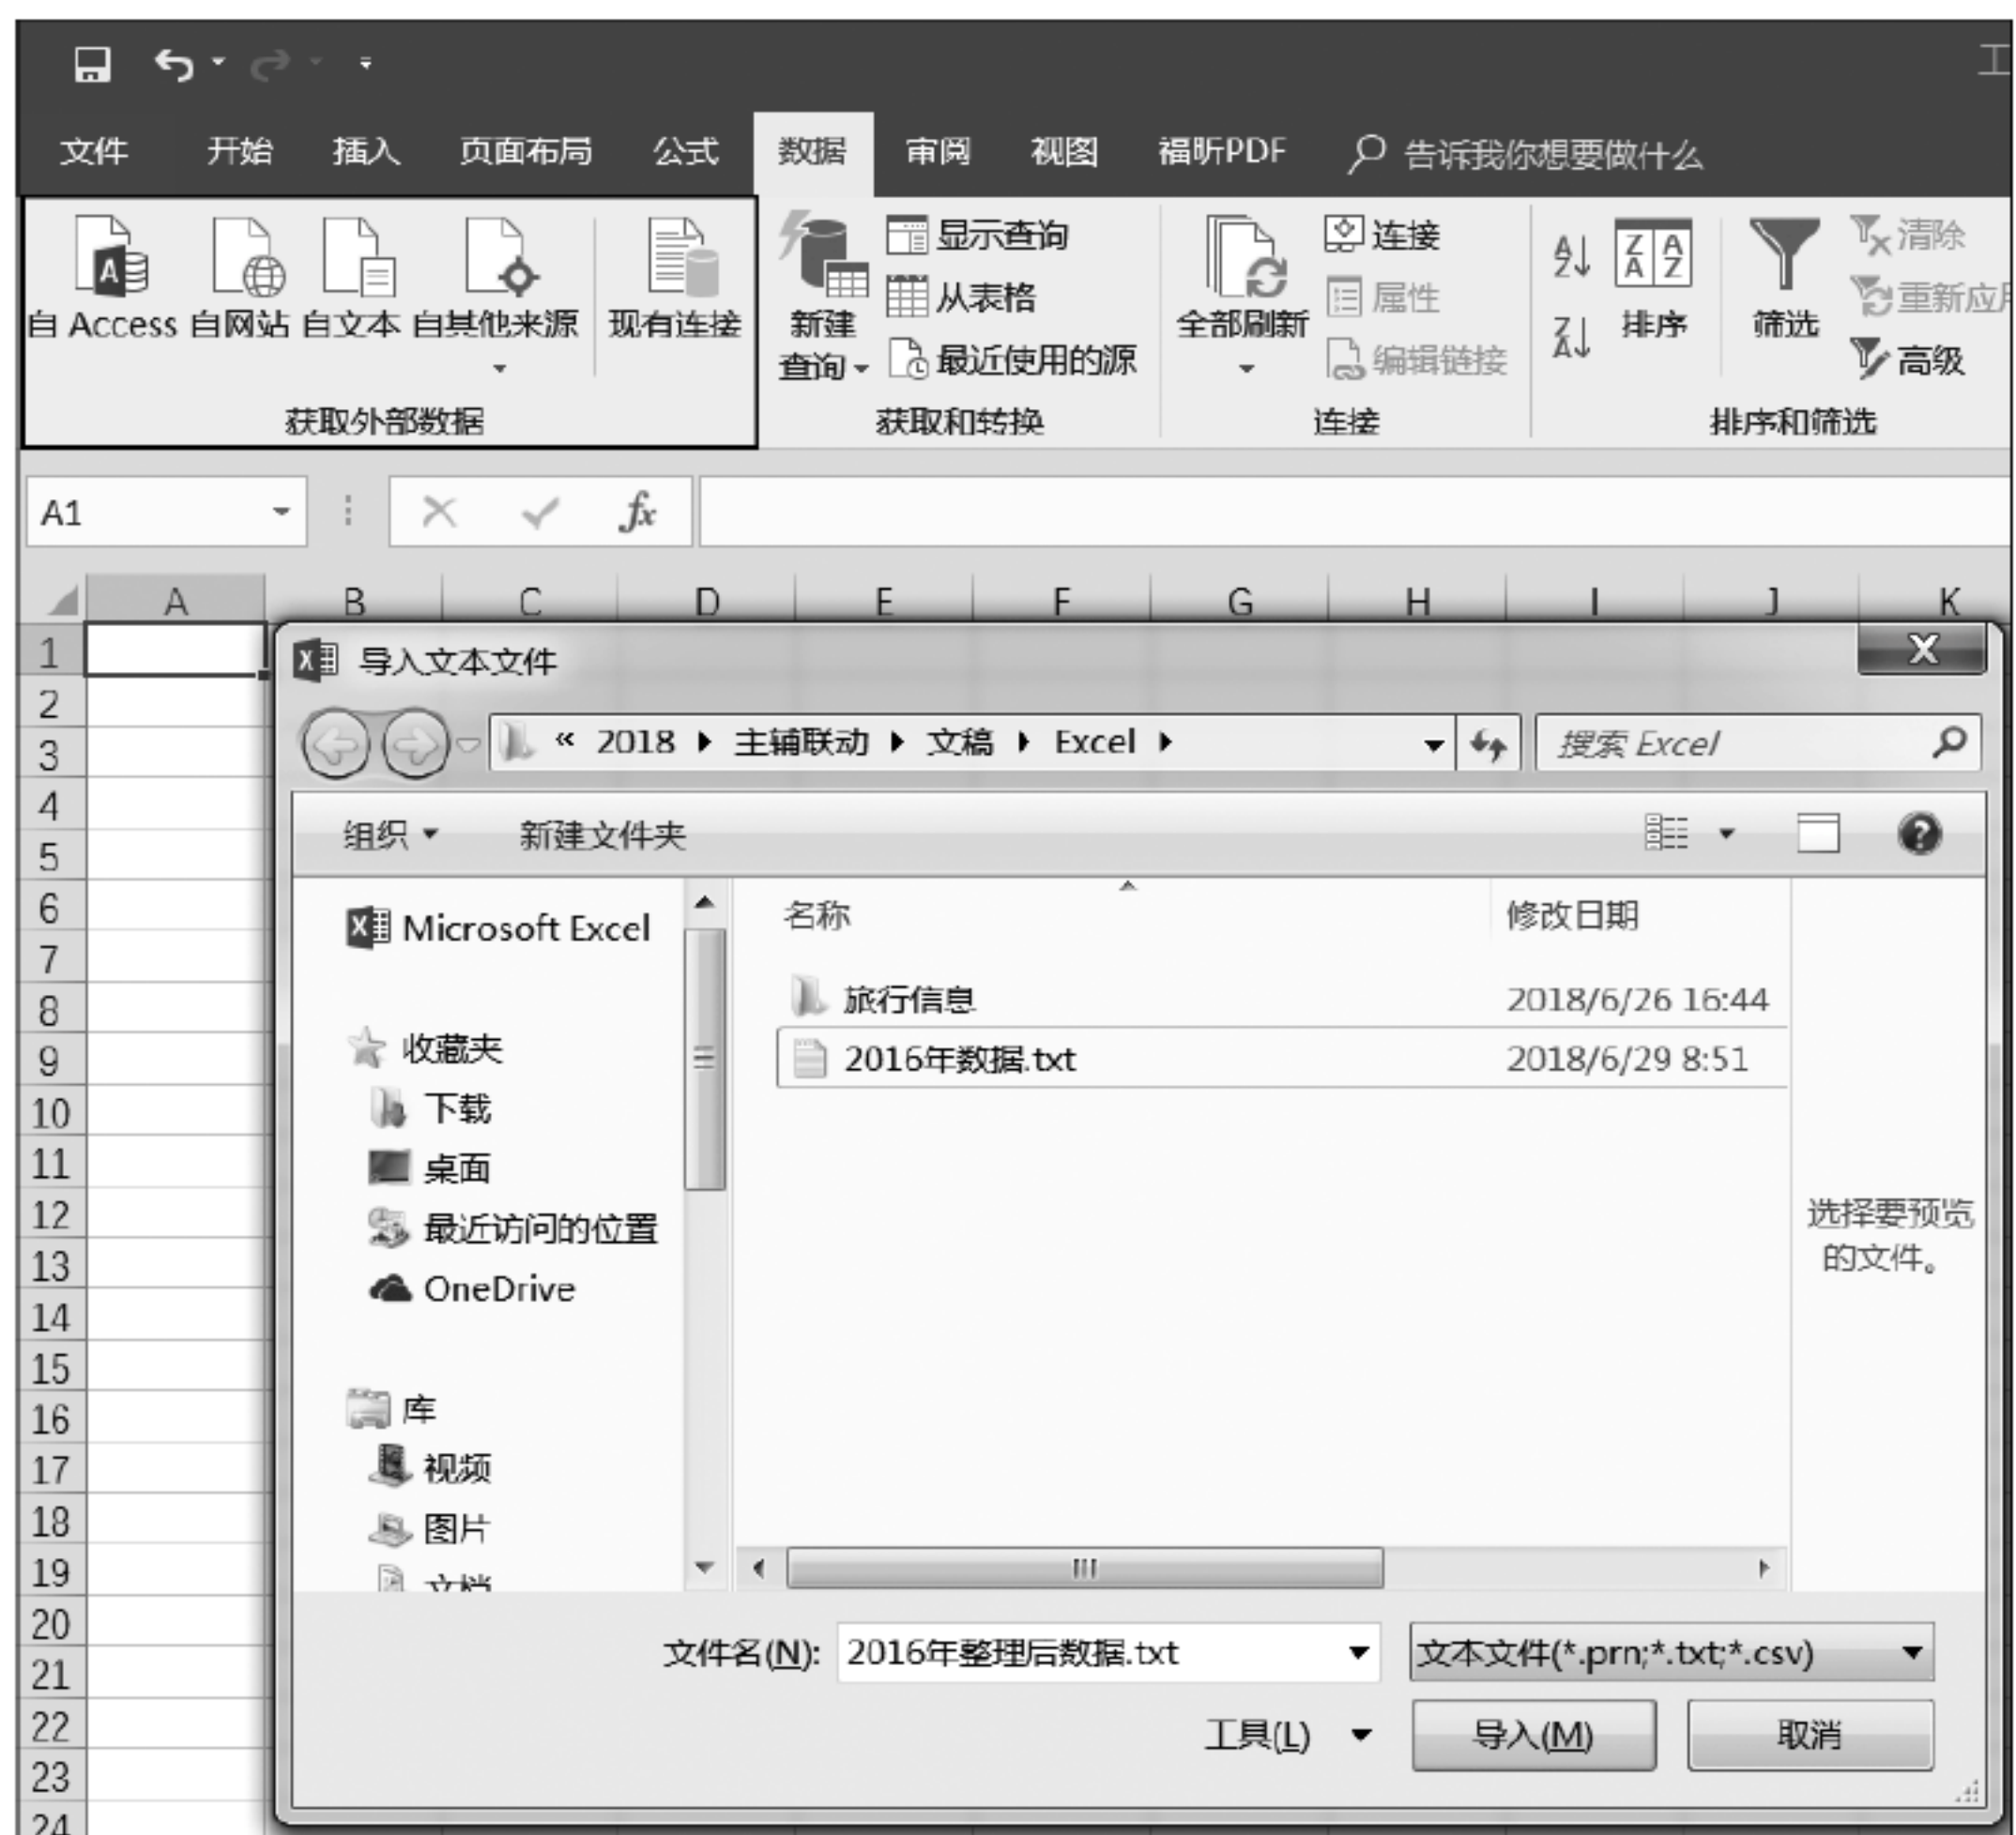 工
文件 开始 插入 页面布局 公式 数据 审阅 视图 福昕PDF 告诉我你想要做什么
自 Access 自网站 自文本 自其他来源 现有连接
获取外部数据
新建
查询
显示查询
从表格
最近使用的源
获取和转换
全部刷新
连接
属性
编辑链接
连接
排序
筛选
清除
重新应用
高级
排序和筛选
A1
fx
A B C D E F G H I J K
1
2
3
4
5
6
7
8
9
10
11
12
13
14
15
16
17
18
19
20
21
22
23
24
导入文本文件
« 2018 主辅联动 文稿 Excel
搜索 Excel
组织 新建文件夹
Microsoft Excel
收藏夹
下载
桌面
最近访问的位置
OneDrive
库
视频
图片
文档
名称 修改日期
旅行信息 2018/6/26 16:44
2016年数据.txt 2018/6/29 8:51
选择要预览
的文件。
文件名(N): 2016年整理后数据.txt 文本文件(*.prn;*.txt;*.csv)
工具(L) 导入(M) 取消